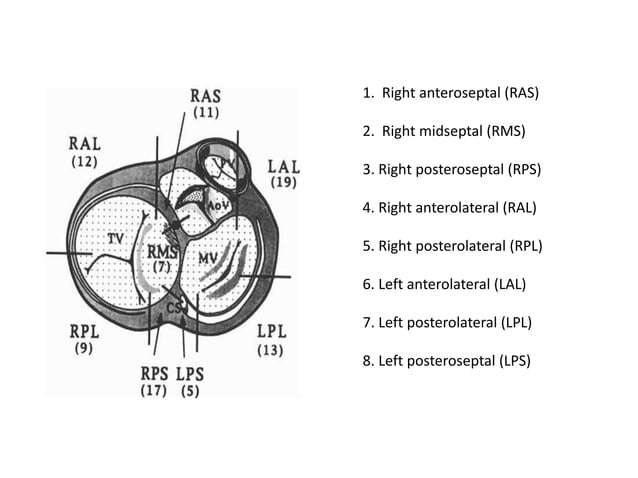 RAS
(11)
RAL
(12)
LAL
(19)
PV
AoV
TV
RMS
(7)
MV
CS
RPL
(9)
LPL
(13)
RPS LPS
(17) (5)
1. Right anteroseptal (RAS)
2. Right midseptal (RMS)
3. Right posteroseptal (RPS)
4. Right anterolateral (RAL)
5. Right posterolateral (RPL)
6. Left anterolateral (LAL)
7. Left posterolateral (LPL)
8. Left posteroseptal (LPS)